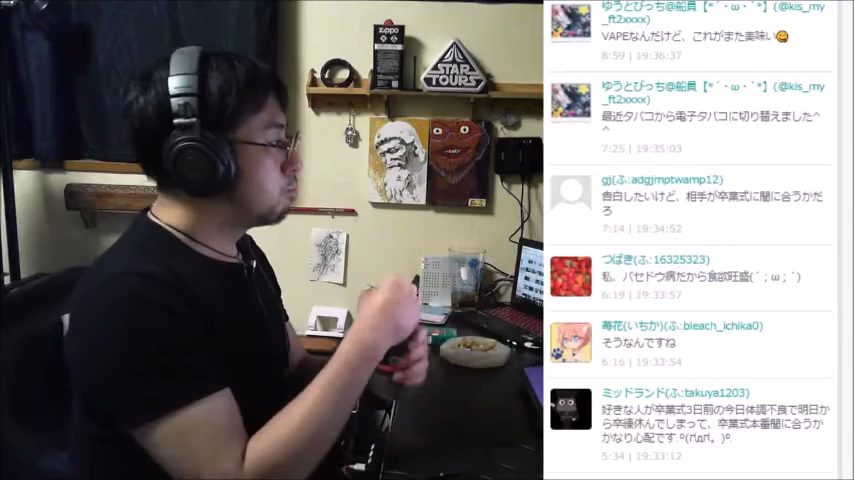 zippo
STAR
TOURS
ゆうとぴっち@船員【*´・ω・`*】(@kis_my
_ft2xxxx)
VAPEなんだけど、これがまた美味い😋
8:59 | 19:36:37
ゆうとぴっち@船員【*´・ω・`*】(@kis_my
_ft2xxxx)
最近タバコから電子タバコに切り替えました^
^
7:25 | 19:35:03
gj(ふ:adgjmptwamp12)
告白したいけど、相手が卒業式に間に合うかだ
ろ
7:14 | 19:34:52
つばき(ふ:16325323)
私、バセドウ病だから食欲旺盛(´；ω；`)
6:19 | 19:33:57
苺花(いちか)(ふ:bleach_ichika0)
そうなんですね
6:16 | 19:33:54
ミッドランド(ふ:takuya1203)
好きな人が卒業式3日前の今日体調不良で明日か
ら卒練休んでしまって、卒業式本番間に合うか
かなり心配です
5:34 | 19:33:12